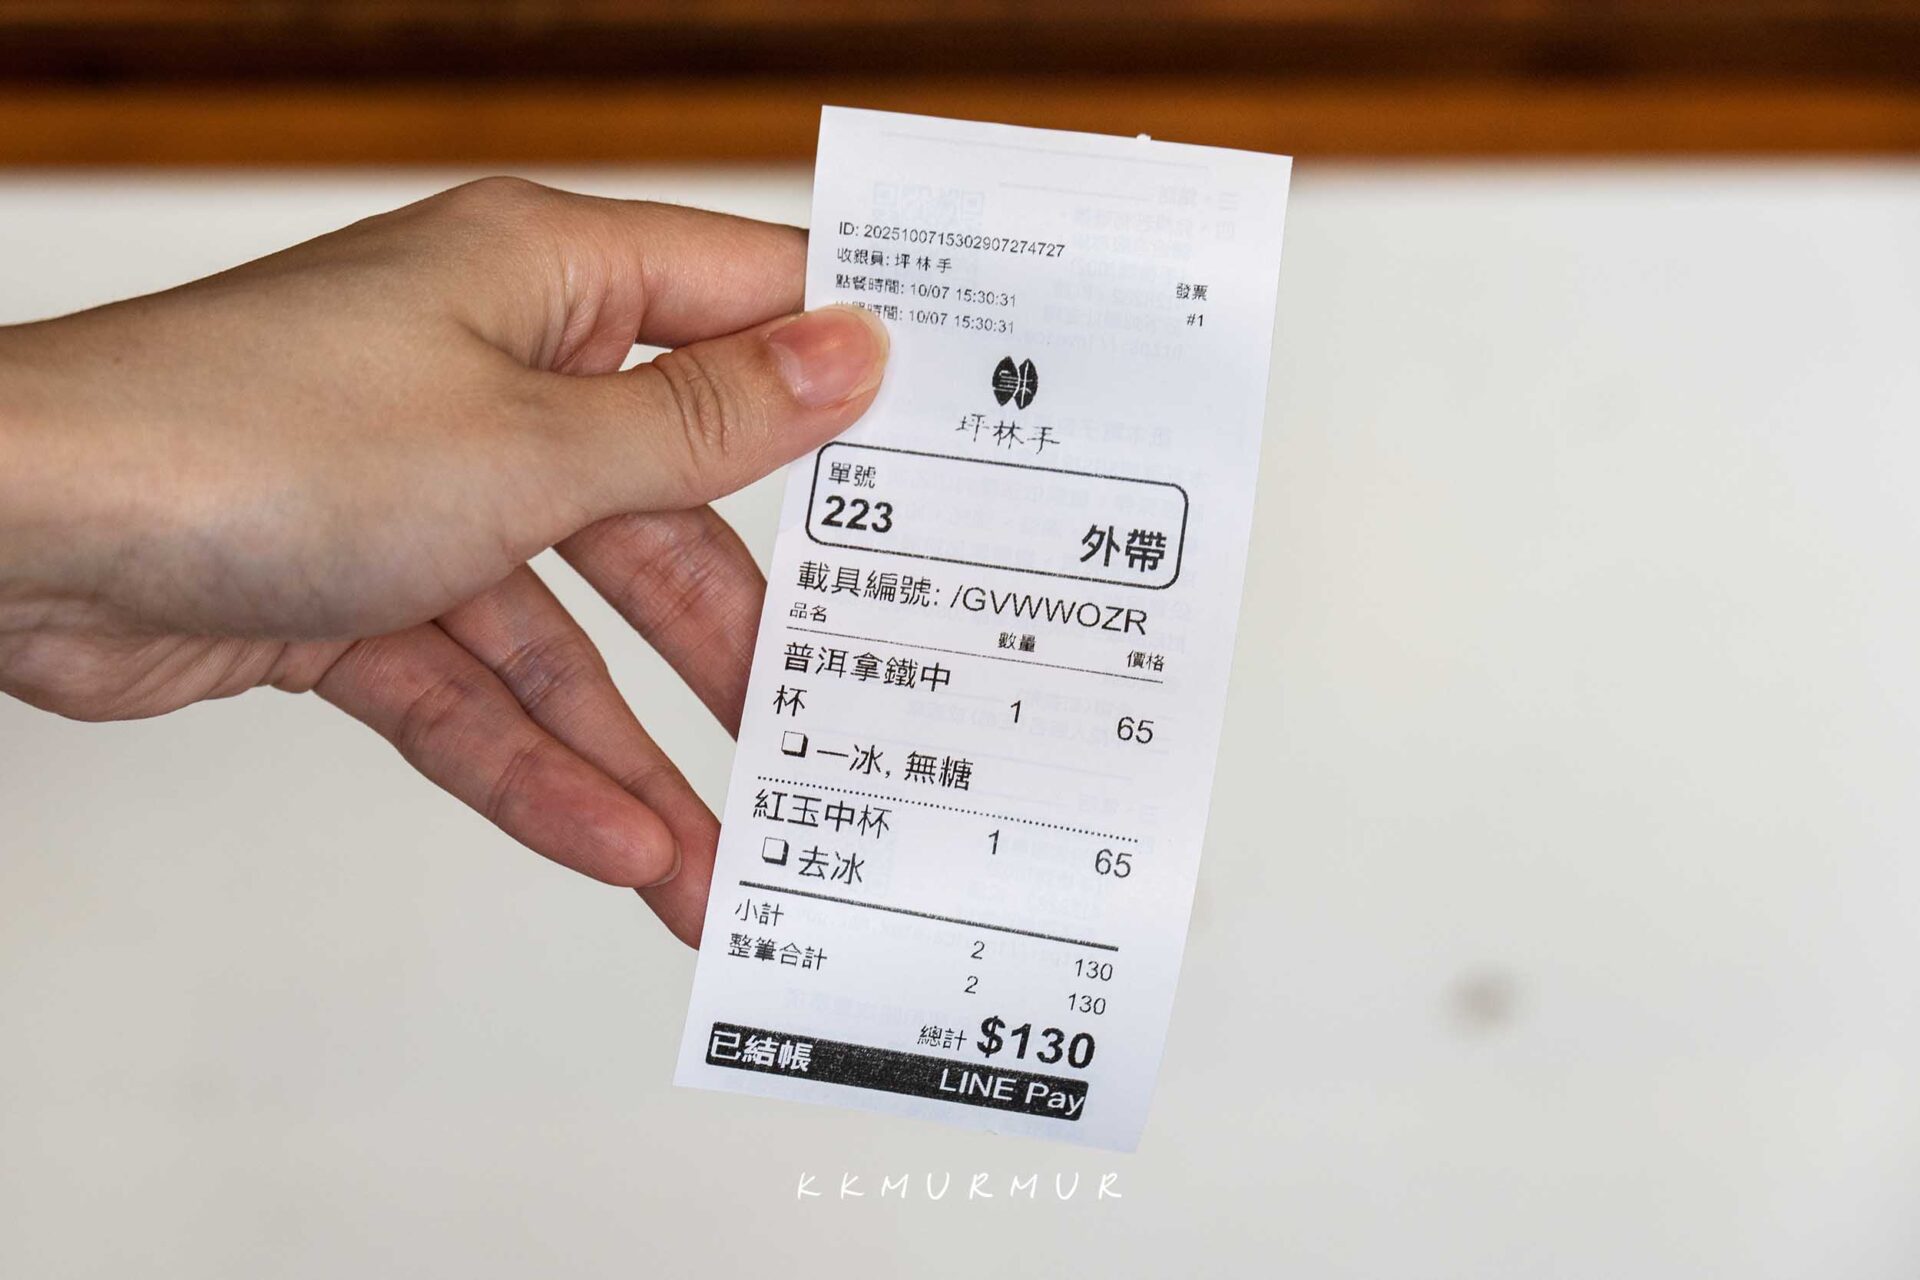 ID: 2025100715302907274727
收銀員: 坪林手
發票
點餐時間: 10/07 15:30:31
#1
時間: 10/07 15:30:31
坪林手
單號
223
外帶
載具編號: /GVWWOZR
品名 數量 價格
普洱拿鐵中
杯 1 65
一冰, 無糖
紅玉中杯 1 65
去冰
小計 2 130
整筆合計 2 130
總計 $130
已結帳 LINE Pay
KKMURMUR